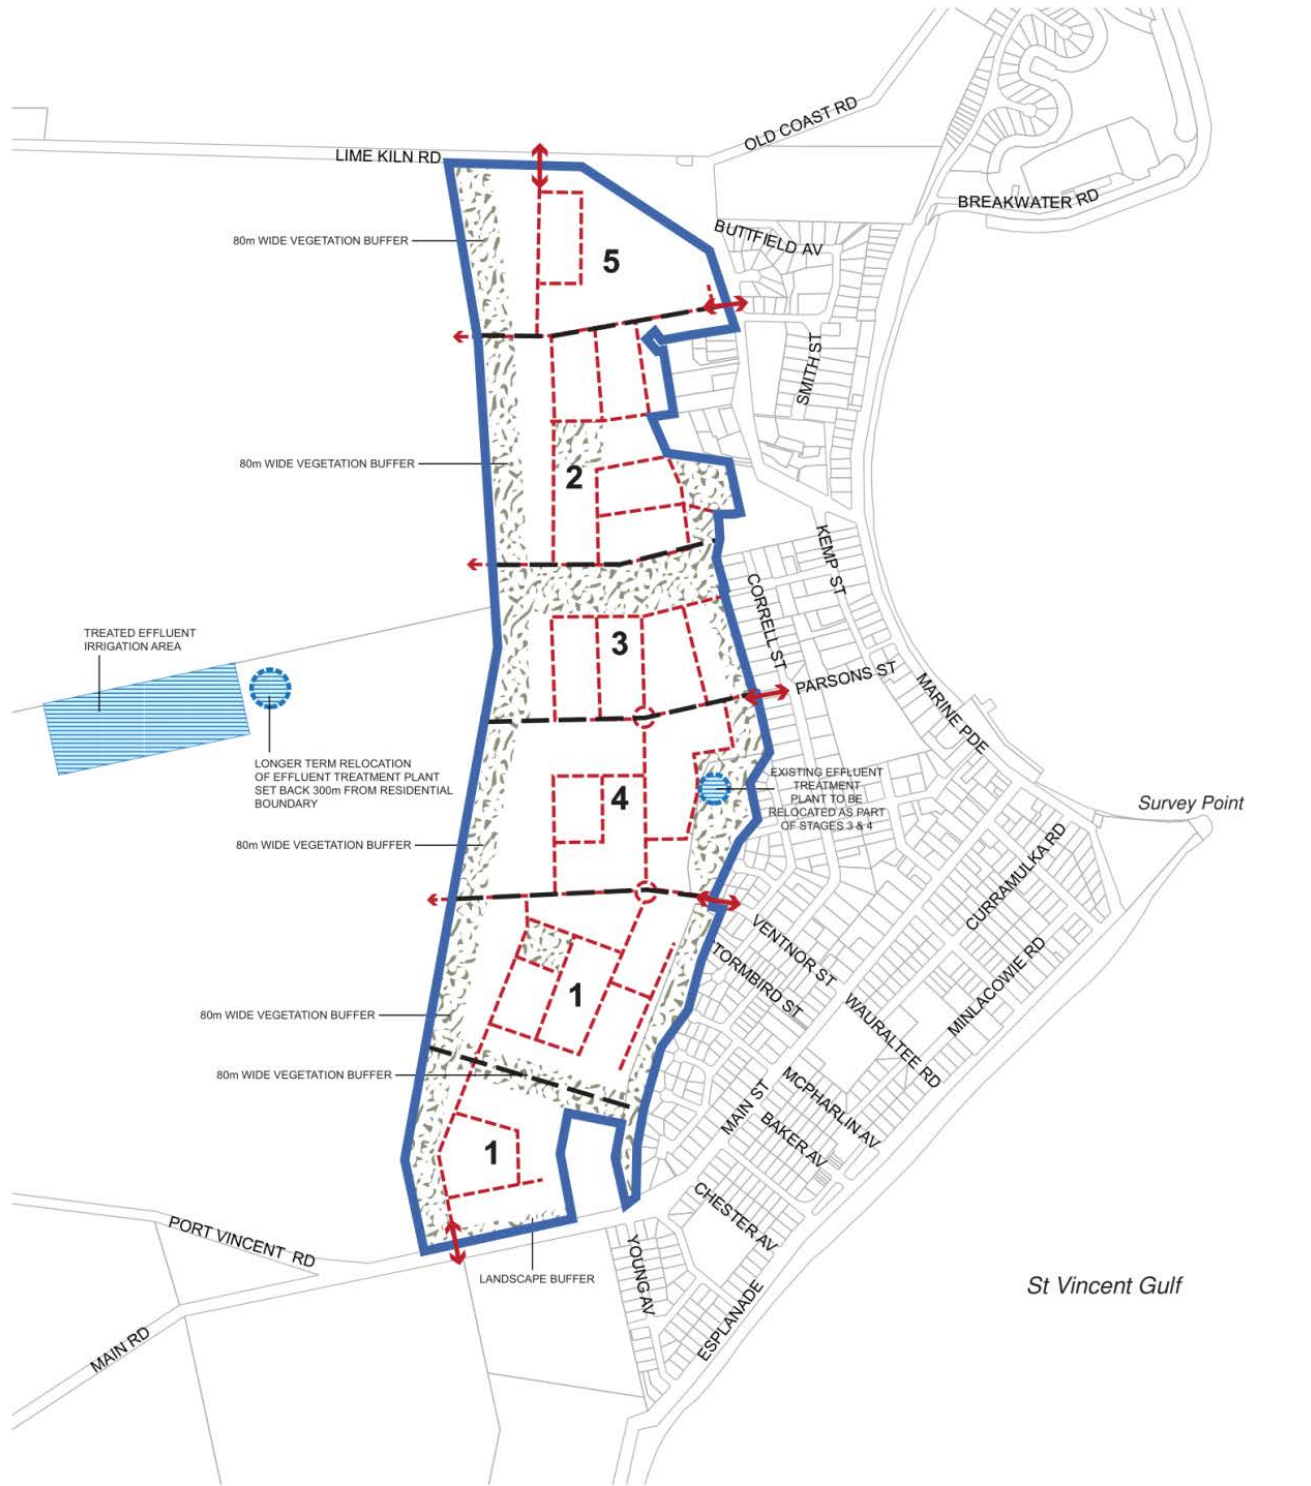 OLD COAST RD
LIME KILN RD
BREAKWATER RD
80m WIDE VEGETATION BUFFER
BUTTFIELD AV
5
SMITH ST
80m WIDE VEGETATION BUFFER
2
KEMP ST
CORRELL ST
TREATED EFFLUENT
IRRIGATION AREA
3
PARSONS ST
MARINE PDE
LONGER TERM RELOCATION
OF EFFLUENT TREATMENT PLANT
SET BACK 300m FROM RESIDENTIAL
BOUNDARY
4
EXISTING EFFLUENT
TREATMENT
PLANT TO BE
RELOCATED AS PART
OF STAGES 3 & 4
Survey Point
80m WIDE VEGETATION BUFFER
CURRAMULKA RD
VENTNOR ST
TORMBIRD ST
MINLACOWIE RD
1
80m WIDE VEGETATION BUFFER
WAURALTEE RD
80m WIDE VEGETATION BUFFER
MAIN ST
MCPHARLIN AV
BAKER AV
1
CHESTER AV
PORT VINCENT RD
YOUNG AV
LANDSCAPE BUFFER
St Vincent Gulf
ESPLANADE
MAIN RD